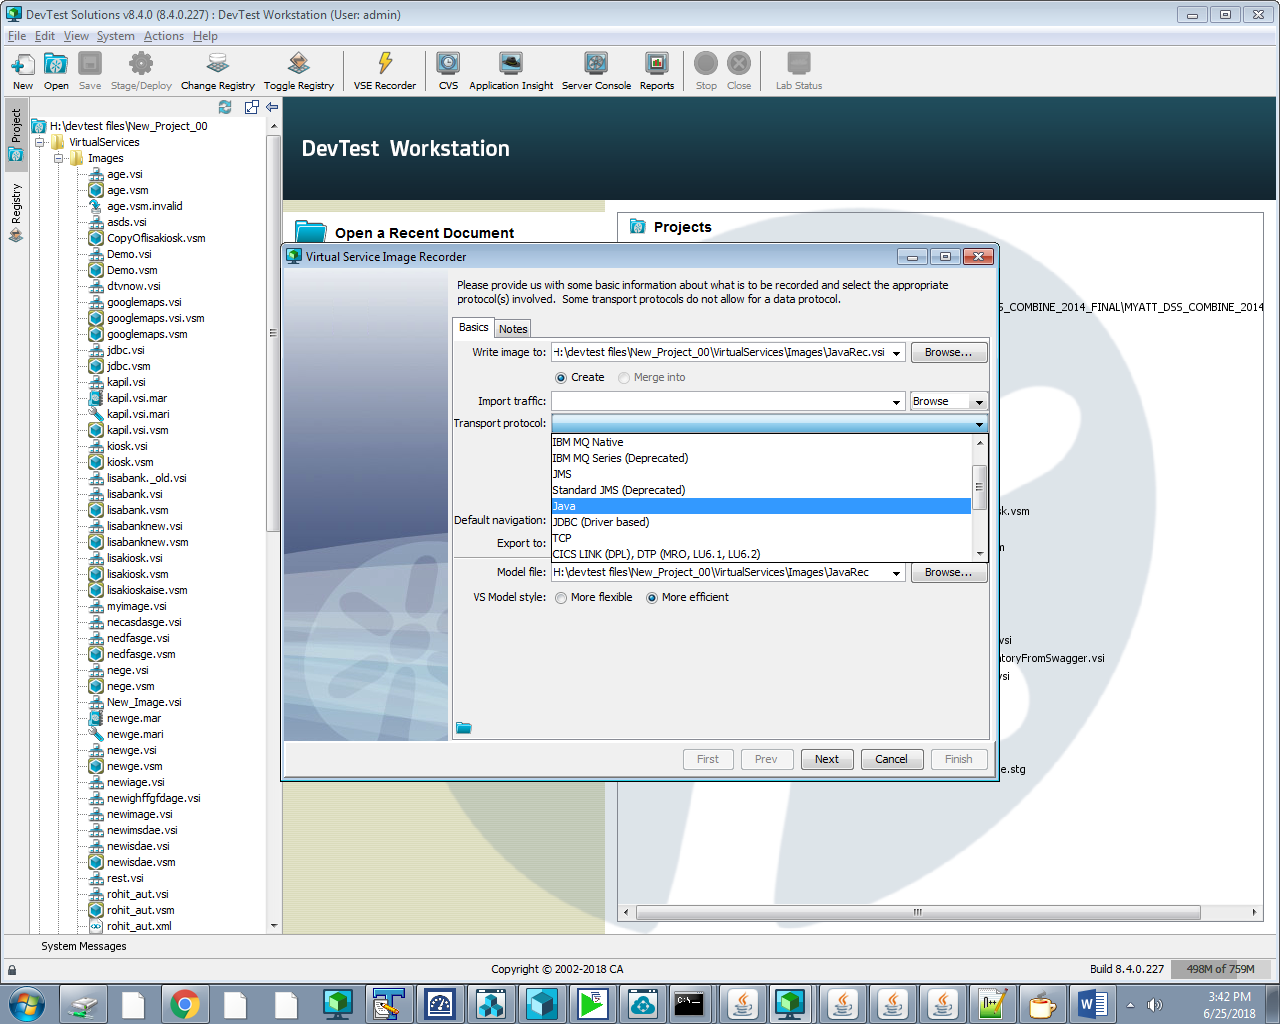 DevTest Solutions v8.4.0 (8.4.0.227) : DevTest Workstation (User: admin)
File Edit View System Actions Help
New Open Save Stage/Deploy Change Registry Toggle Registry VSE Recorder CVS Application Insight Server Console Reports Stop Close Lab Status
Project
Registry
H:\devtest files\New_Project_00
VirtualServices
Images
age.vsi
age.vsm
age.vsm.invalid
asds.vsi
CopyOflisakiosk.vsm
Demo.vsi
Demo.vsm
dtvnow.vsi
googlemaps.vsi
googlemaps.vsi.vsm
googlemaps.vsm
jdbc.vsi
jdbc.vsm
kapil.vsi
kapil.vsi.mar
kapil.vsi.mari
kapil.vsi.vsm
kiosk.vsi
kiosk.vsm
lisabank._old.vsi
lisabank.vsi
lisabank.vsm
lisabanknew.vsi
lisabanknew.vsm
lisakiosk.vsi
lisakiosk.vsm
lisakioskaise.vsm
myimage.vsi
necasdasge.vsi
nedfasge.vsi
nedfasge.vsm
nege.vsi
nege.vsm
New_Image.vsi
newge.mar
newge.mari
newge.vsi
newge.vsm
newiage.vsi
newighffgfdage.vsi
newimage.vsi
newimsdae.vsi
newisdae.vsi
newisdae.vsm
rest.vsi
rohit_aut.vsi
rohit_aut.vsm
rohit_aut.xml
DevTest Workstation
Open a Recent Document
Projects
S_COMBINE_2014_FINAL\MYATT_DSS_COMBINE_2014
sk.vsm
m
vsi
atoryFromSwagger.vsi
si
e.stg
Virtual Service Image Recorder
Please provide us with some basic information about what is to be recorded and select the appropriate
protocol(s) involved. Some transport protocols do not allow for a data protocol.
Basics Notes
Write image to: H:\devtest files\New_Project_00\VirtualServices\Images\JavaRec.vsi Browse...
Create Merge into
Import traffic: Browse
Transport protocol:
IBM MQ Native
IBM MQ Series (Deprecated)
JMS
Standard JMS (Deprecated)
Java
JDBC (Driver based)
TCP
CICS LINK (DPL), DTP (MRO, LU6.1, LU6.2)
Default navigation:
Export to:
Model file: H:\devtest files\New_Project_00\VirtualServices\Images\JavaRec Browse...
VS Model style: More flexible More efficient
First Prev Next Cancel Finish
System Messages
Copyright © 2002-2018 CA
Build 8.4.0.227 498M of 759M
3:42 PM
6/25/2018